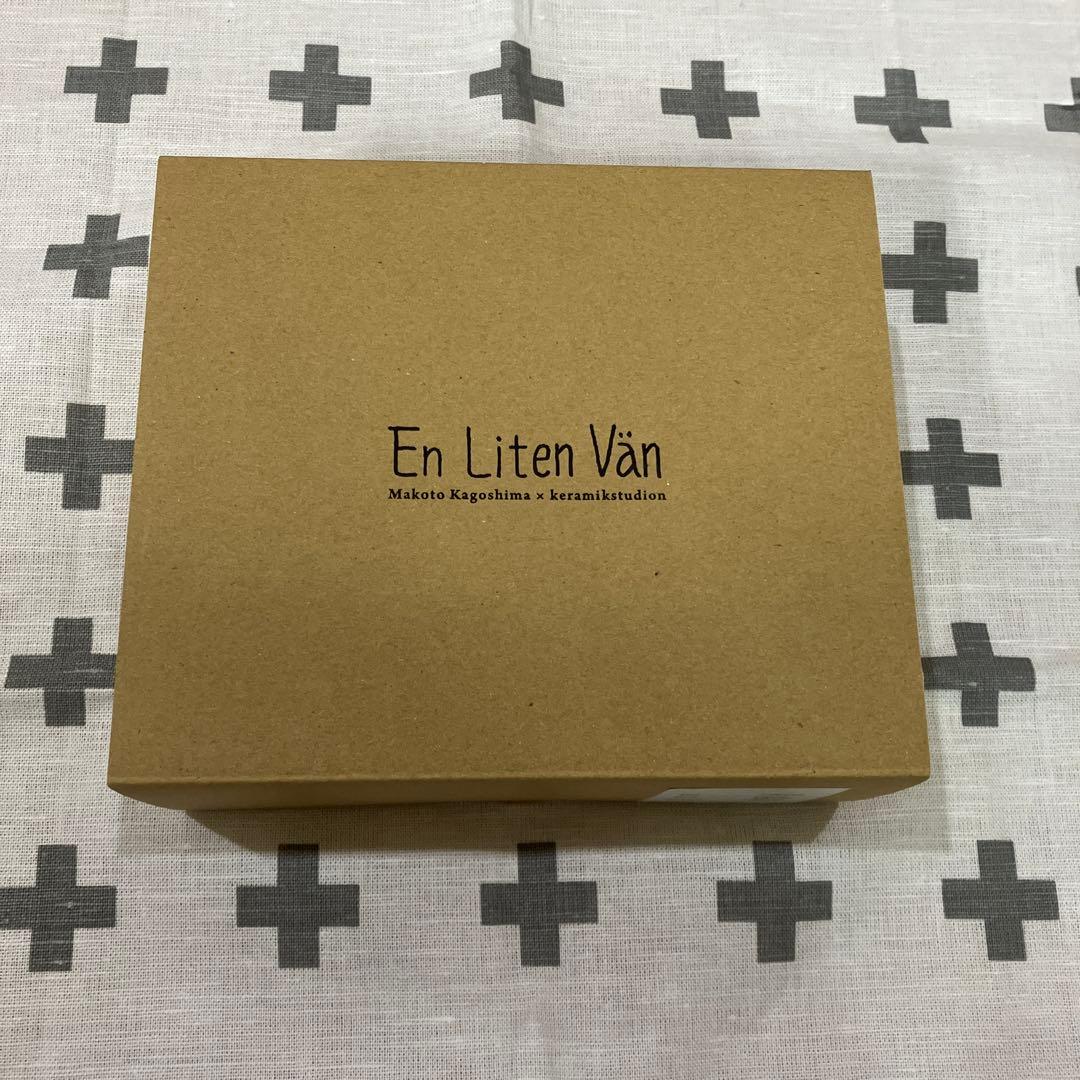 En Liten Vän
Makoto Kagoshima × keramikstudion